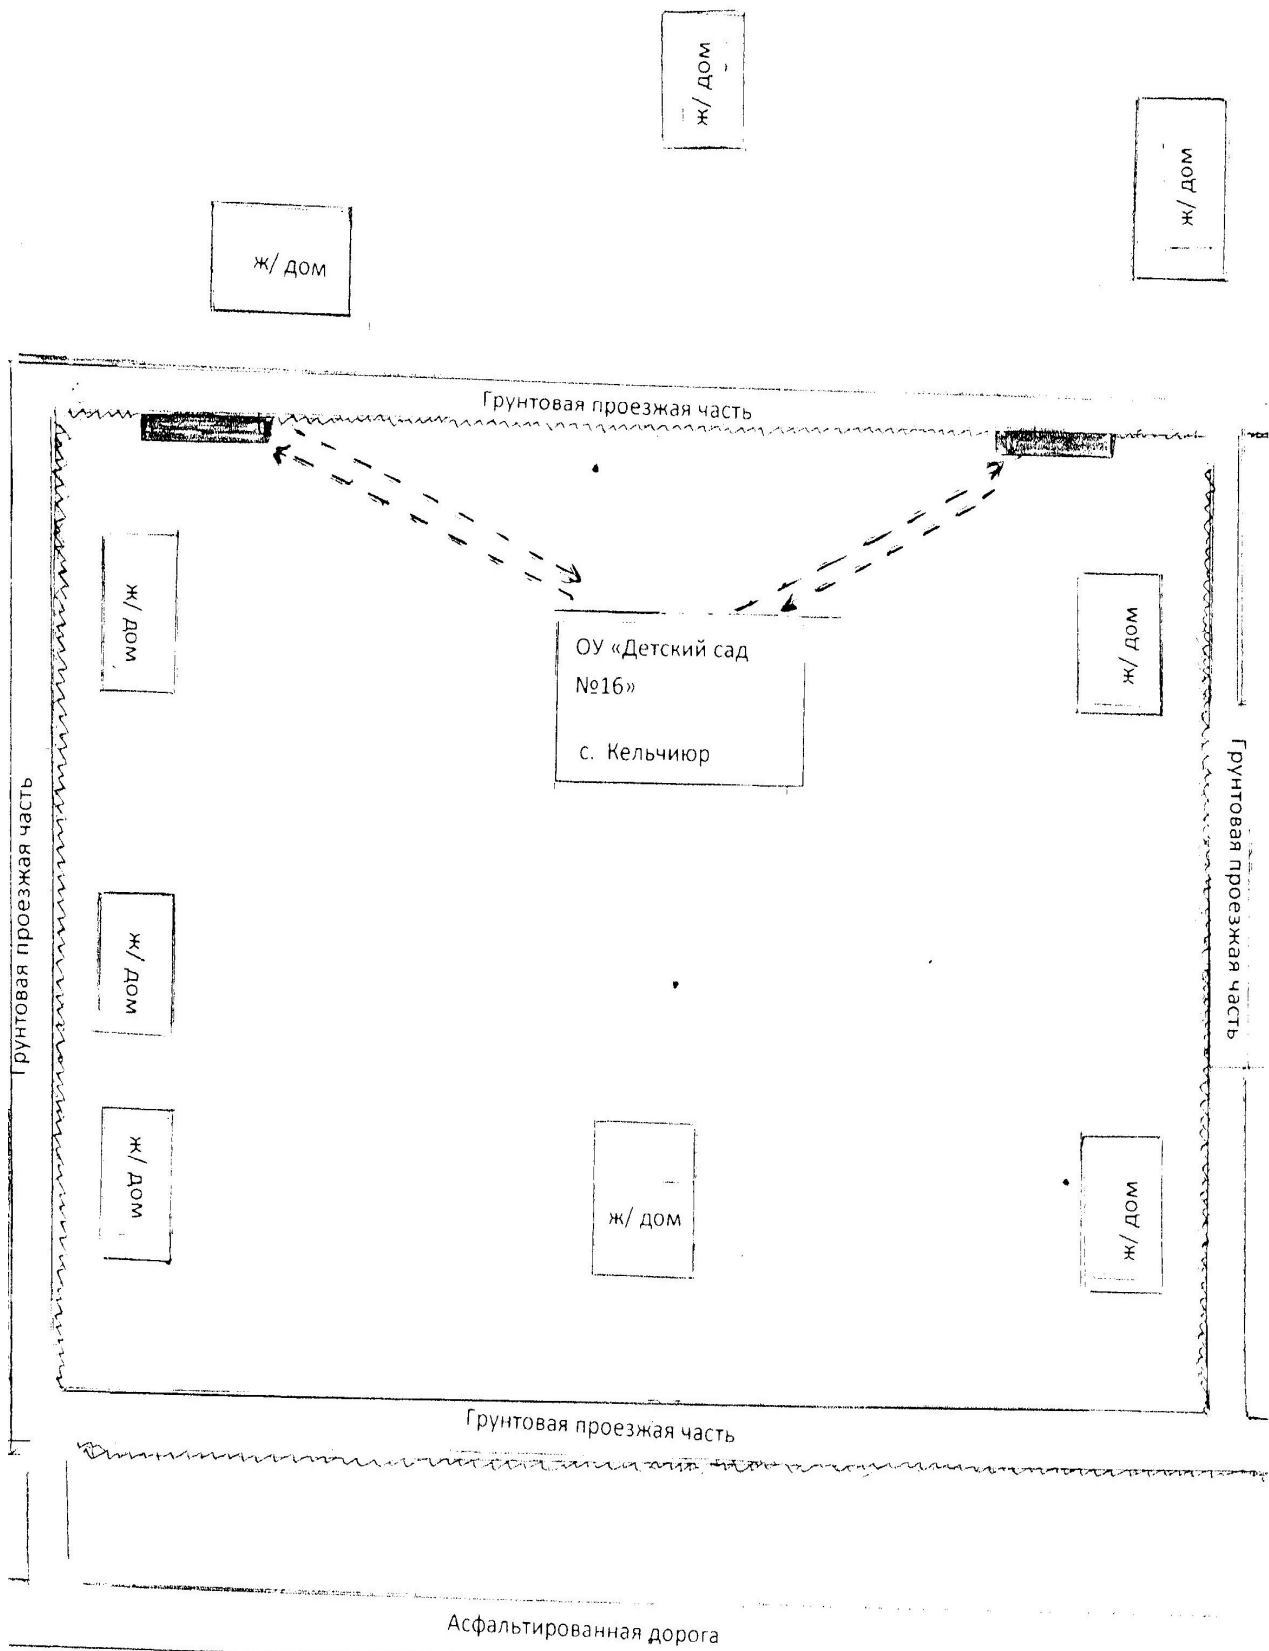 ж/ дом
ж/ дом
ж/ дом
Грунтовая проезжая часть
ж/ дом
ОУ «Детский сад
№16»
с. Кельчиюр
ж/ дом
Грунтовая проезжая часть
Грунтовая проезжая часть
ж/ дом
ж/ дом
ж/ дом
ж/ дом
Грунтовая проезжая часть
Асфальтированная дорога